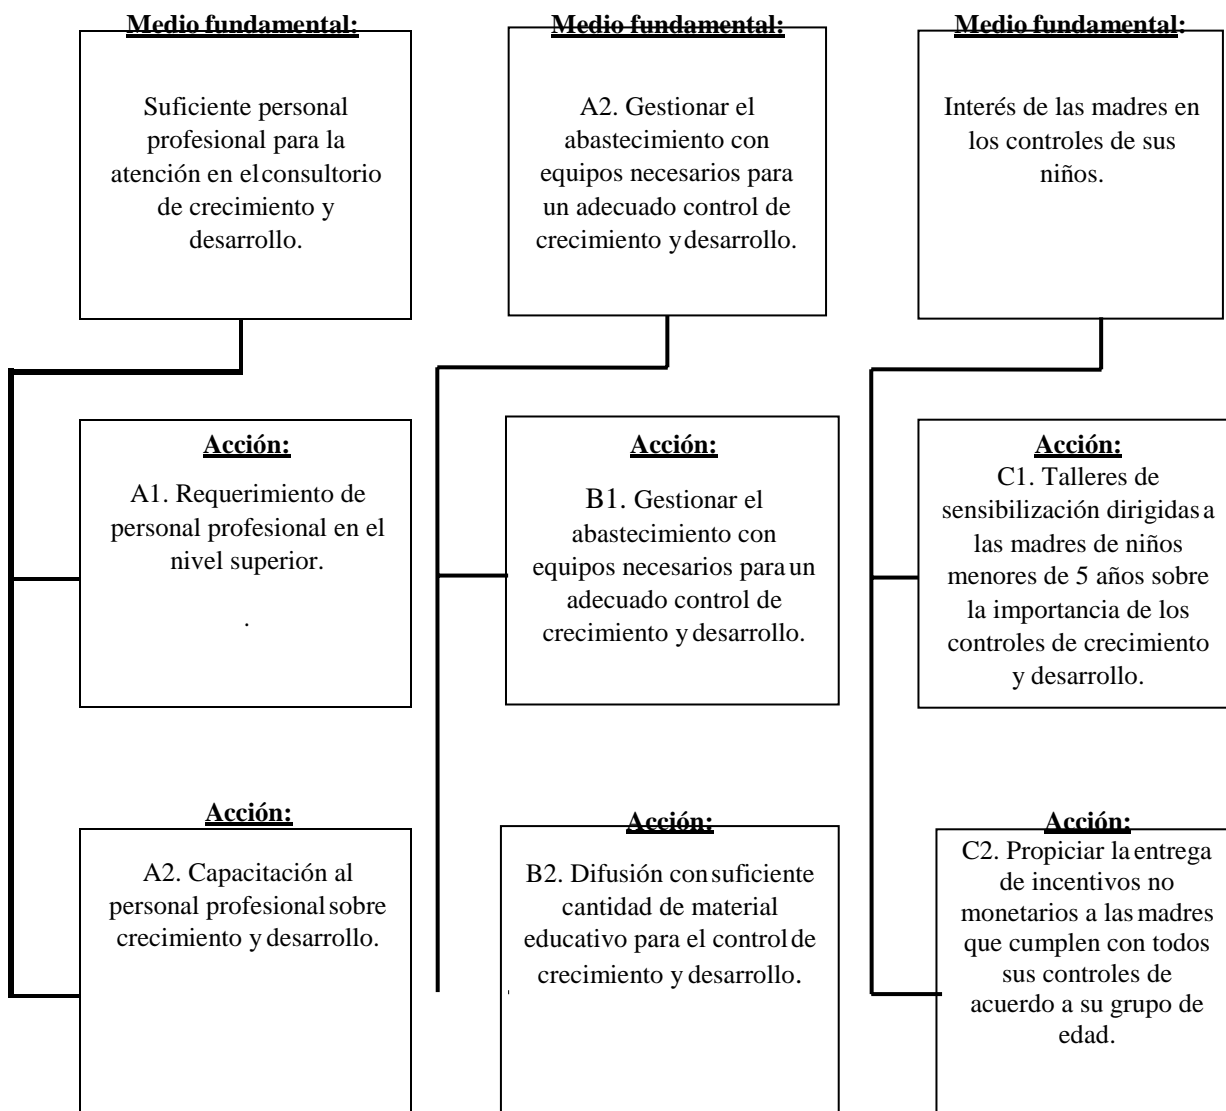 Medio fundamental:
Suficiente personal
profesional para la
atención en el consultorio
de crecimiento y
desarrollo.
Medio fundamental:
A2. Gestionar el
abastecimiento con
equipos necesarios para
un adecuado control de
crecimiento y desarrollo.
Medio fundamental:
Interés de las madres en
los controles de sus
niños.
Acción:
A1. Requerimiento de
personal profesional en el
nivel superior.
.
Acción:
B1. Gestionar el
abastecimiento con
equipos necesarios para un
adecuado control de
crecimiento y desarrollo.
Acción:
C1. Talleres de
sensibilización dirigidas a
las madres de niños
menores de 5 años sobre
la importancia de los
controles de crecimiento
y desarrollo.
Acción:
A2. Capacitación al
personal profesional sobre
crecimiento y desarrollo.
Acción:
B2. Difusión con suficiente
cantidad de material
educativo para el control de
crecimiento y desarrollo.
Acción:
C2. Propiciar la entrega
de incentivos no
monetarios a las madres
que cumplen con todos
sus controles de
acuerdo a su grupo de
edad.